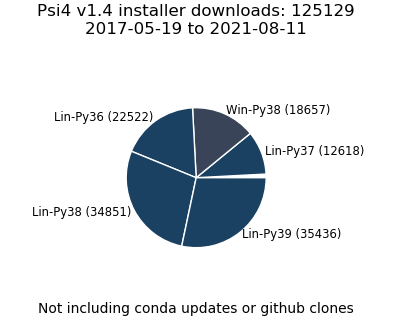 Psi4 v1.4 installer downloads: 125129
2017-05-19 to 2021-08-11
Win-Py38 (18657)
Lin-Py36 (22522)
Lin-Py37 (12618)
Lin-Py38 (34851)
Lin-Py39 (35436)
Not including conda updates or github clones